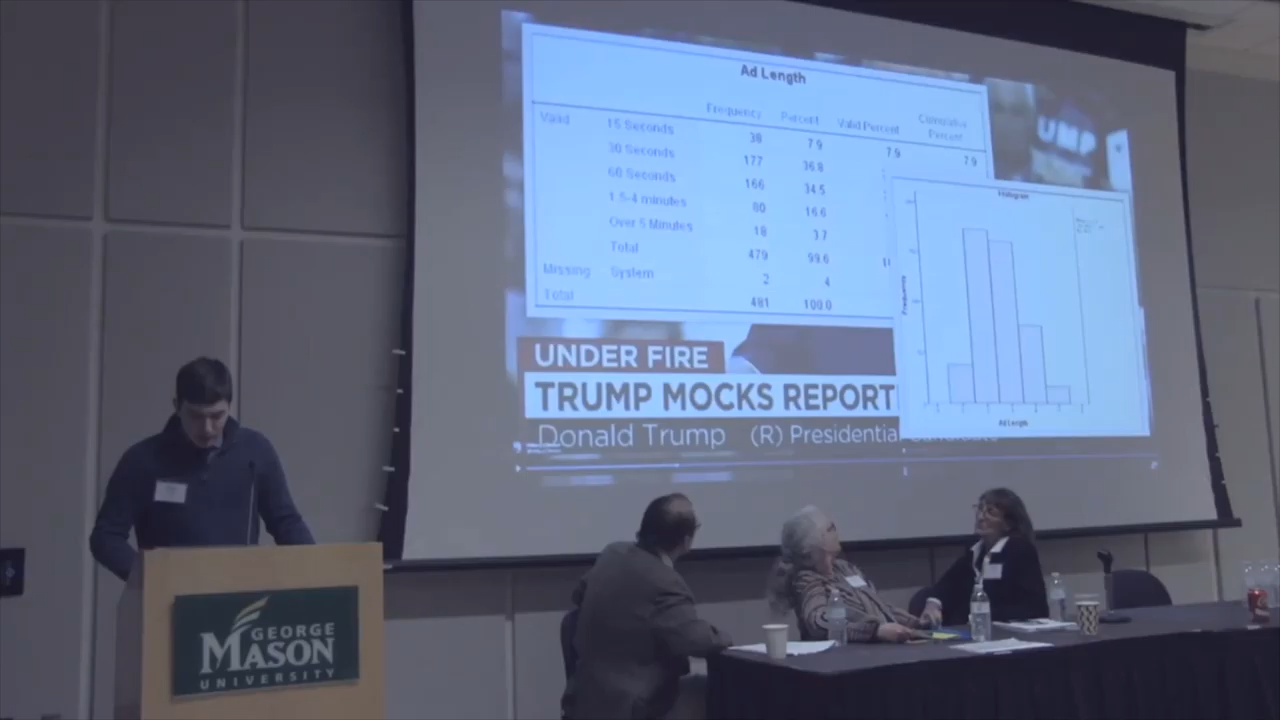 Ad Length
Frequency Percent Valid Percent Cumulative Percent
Valid 15 Seconds 38 7.9 7.9 7.9
30 Seconds 177 36.8
60 Seconds 166 34.5
1.5-4 minutes 80 16.6
Over 5 Minutes 18 3.7
Total 479 99.6
Missing System 2 .4
Total 481 100.0
UMP
Histogram
Frequency
Ad Length
UNDER FIRE
TRUMP MOCKS REPORT
Donald Trump (R) Presidential Candidate
GEORGE
MASON
UNIVERSITY